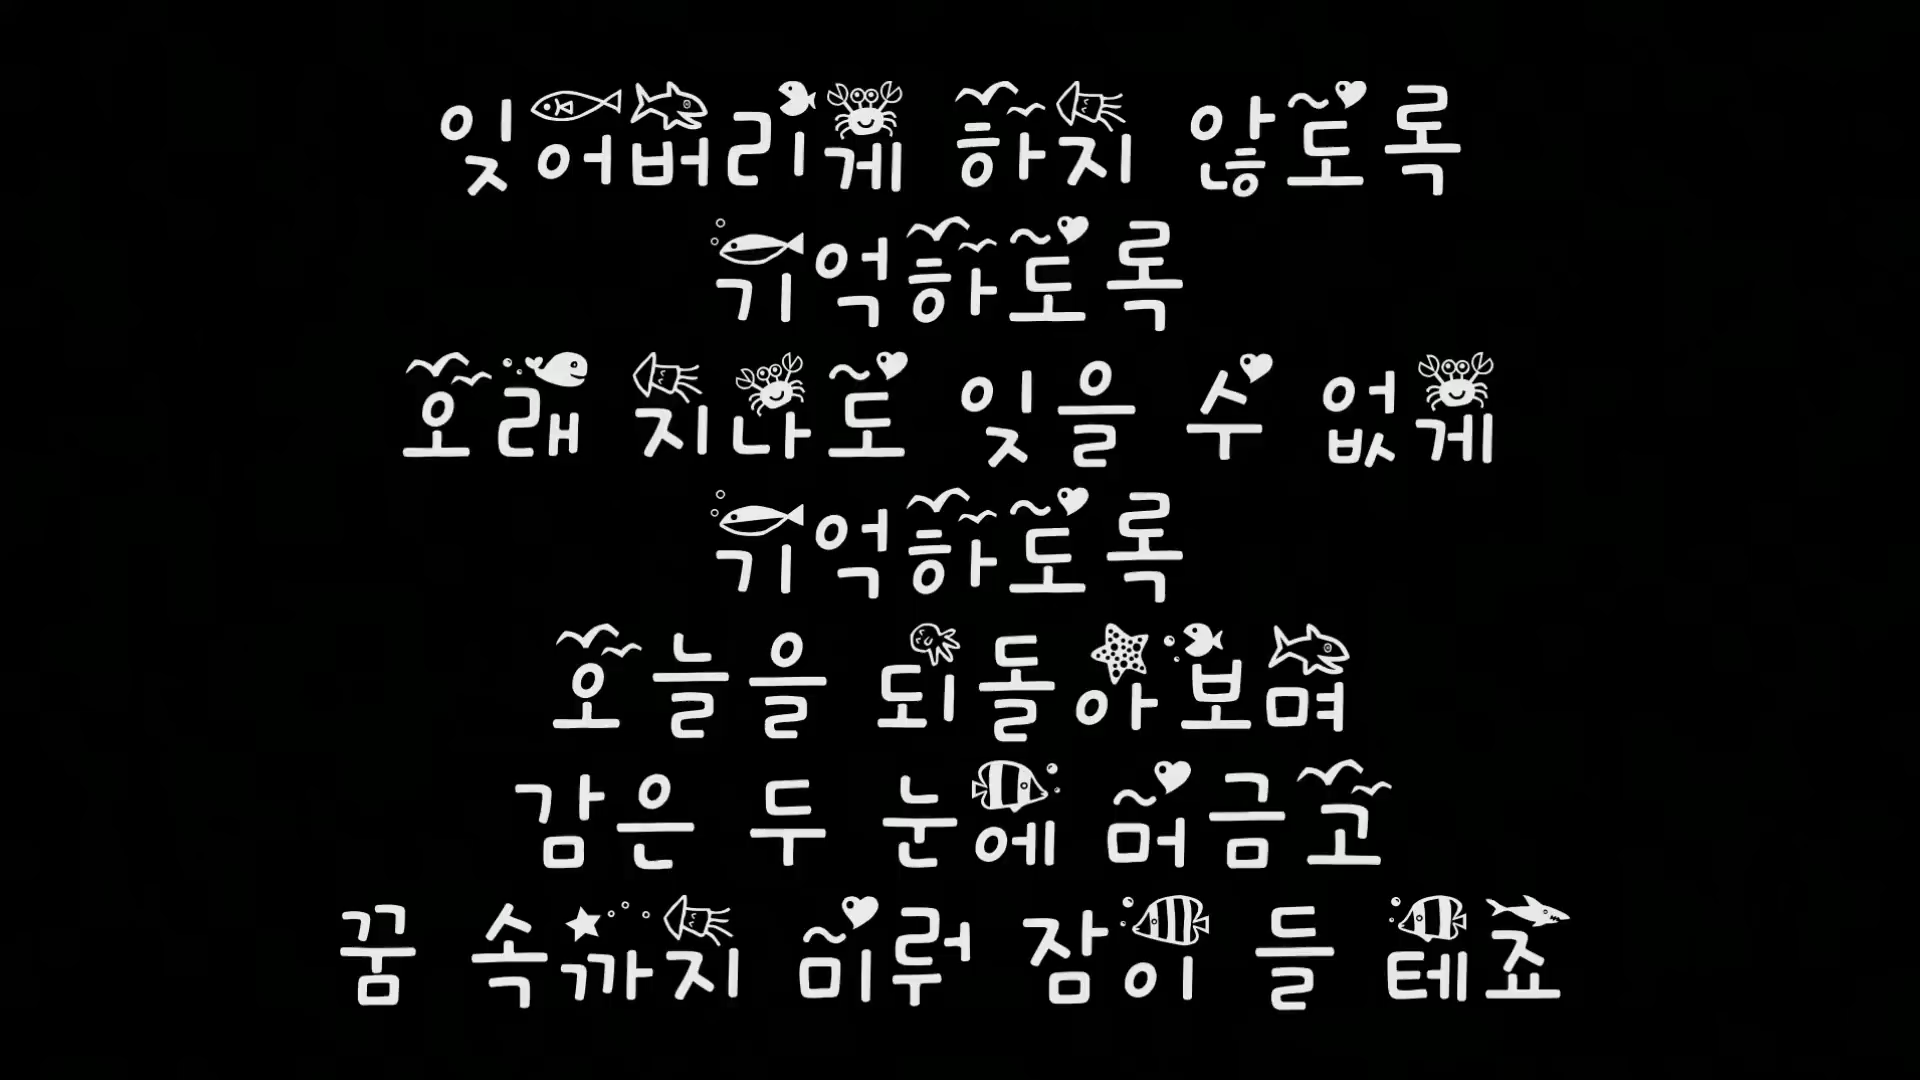 잊어버리게 하지 않도록
기억하도록
오래 지나도 잊을 수 없게
기억하도록
오늘을 되돌아보며
감은 두 눈에 머금고
꿈 속까지 미뤄 잠이 들 테죠